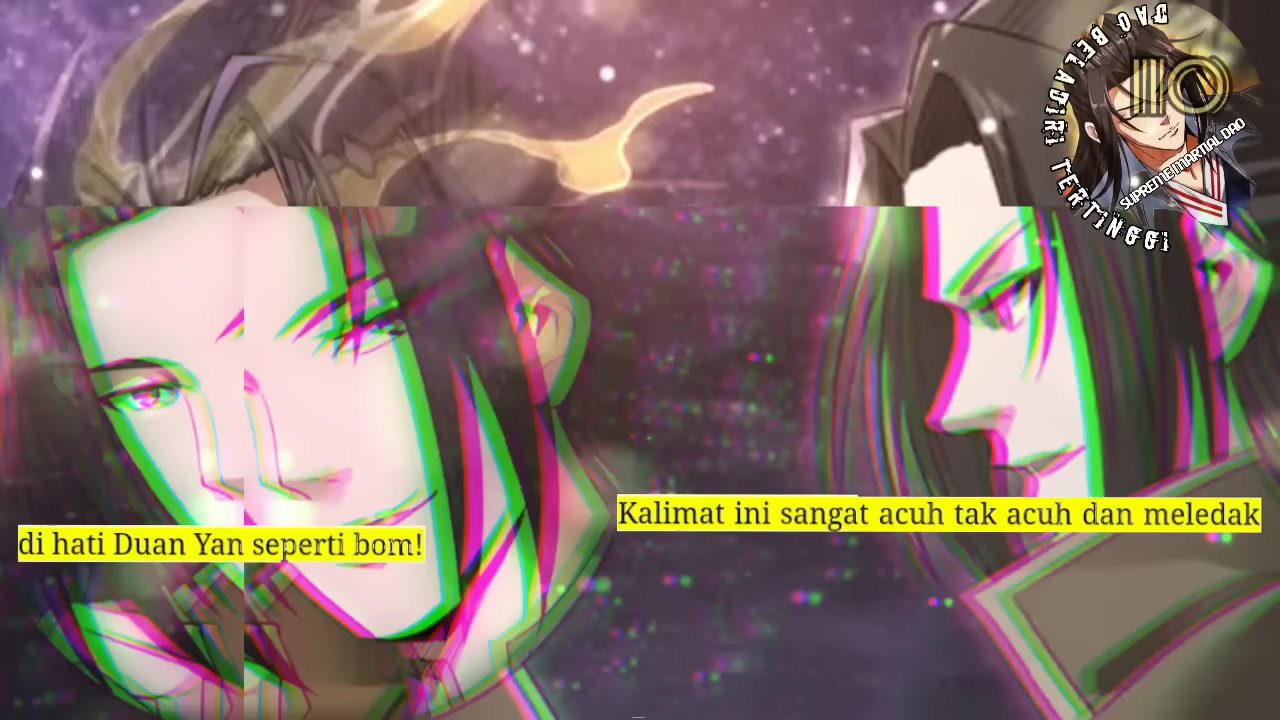 DAO BELADIRI TERTINGGI
110
SUPREME MARTIAL DAO
Kalimat ini sangat acuh tak acuh dan meledak
di hati Duan Yan seperti bom!